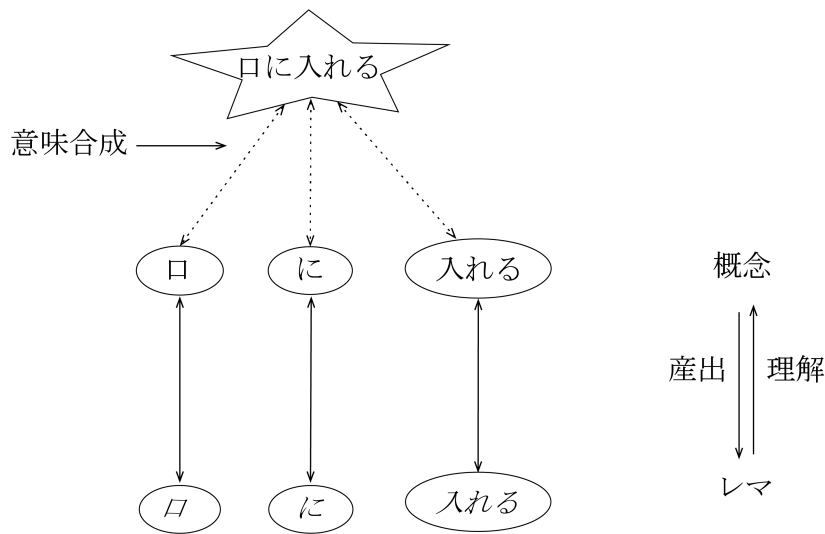 口に入れる
意味合成
口
に
入れる
概念
産出
理解
口
に
入れる
レマ